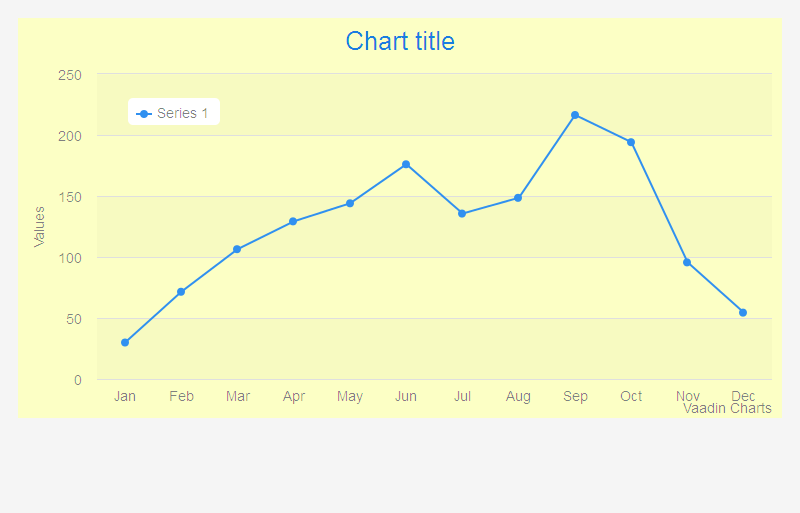 Chart title
250
Series 1
200
150
Values
100
50
0
Jan Feb Mar Apr May Jun Jul Aug Sep Oct Nov Dec
Vaadin Charts